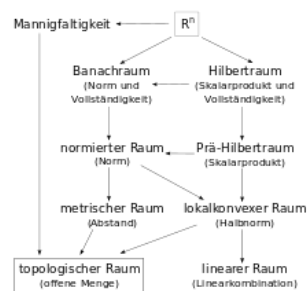 Mannigfaltigkeit
Rⁿ
Banachraum
(Norm und
Vollständigkeit)
Hilbertraum
(Skalarprodukt und
Vollständigkeit)
normierter Raum
(Norm)
Prä-Hilbertraum
(Skalarprodukt)
metrischer Raum
(Abstand)
lokalkonvexer Raum
(Halbnorm)
topologischer Raum
(offene Menge)
linearer Raum
(Linearkombination)